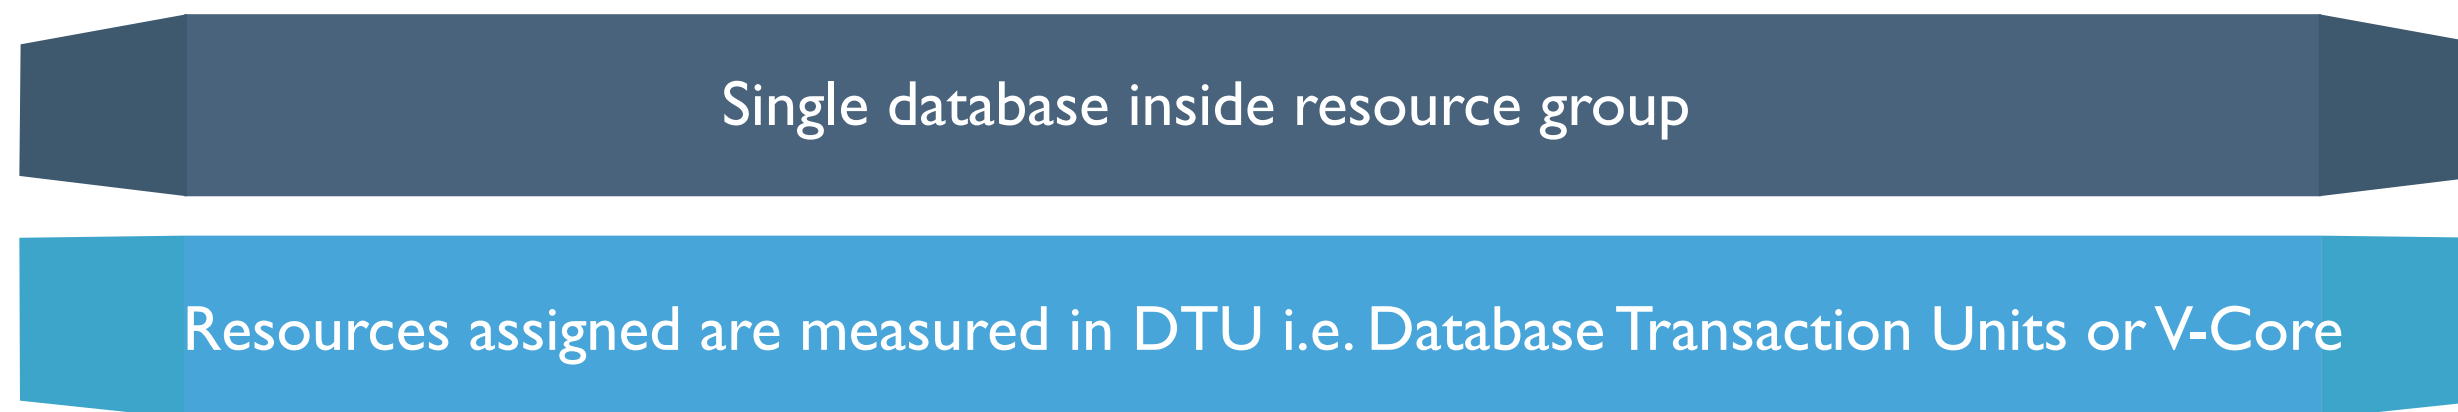 Single database inside resource group
Resources assigned are measured in DTU i.e. Database Transaction Units or V-Core